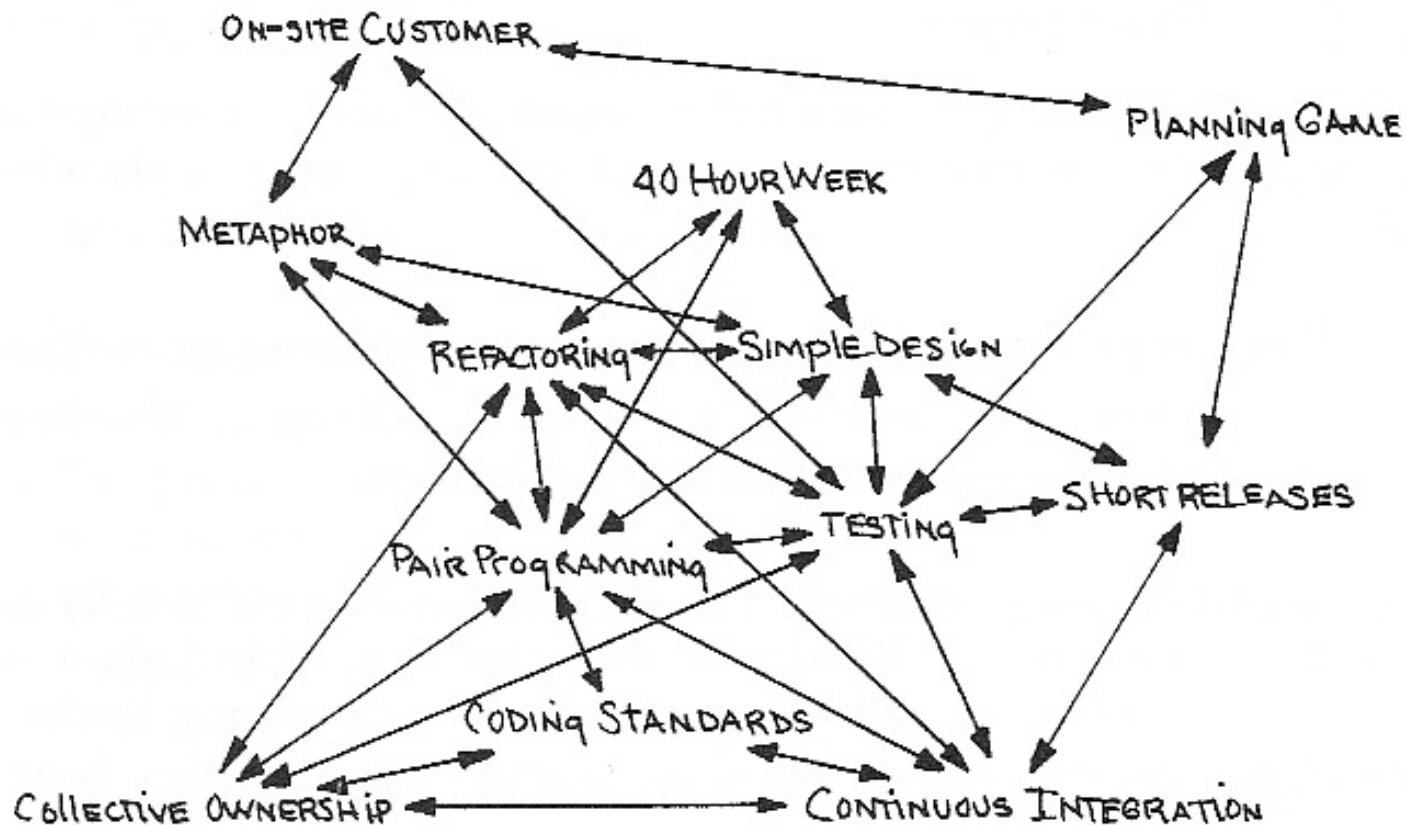 ON-SITE CUSTOMER
PLANNING GAME
40 HOUR WEEK
METAPHOR
REFACTORING
SIMPLE DESIGN
SHORT RELEASES
TESTING
PAIR PROGRAMMING
CODING STANDARDS
COLLECTIVE OWNERSHIP
CONTINUOUS INTEGRATION